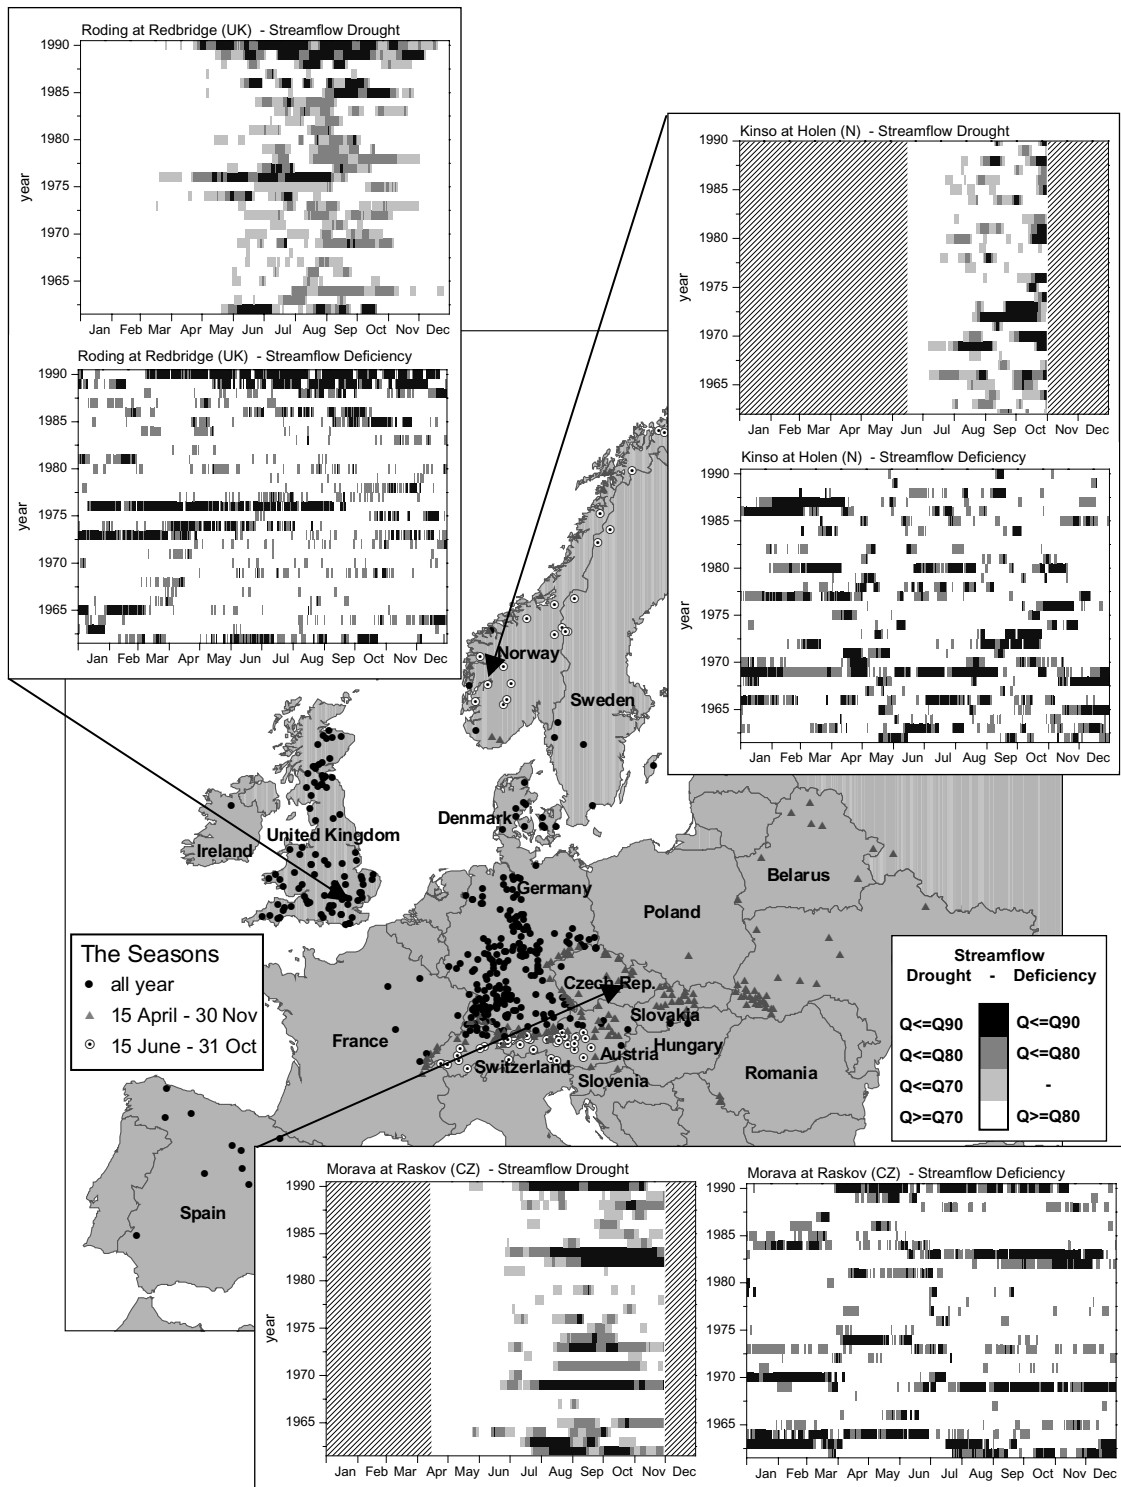 Roding at Redbridge (UK) - Streamflow Drought
1990
1985
1980
1975
1970
1965
year
Jan Feb Mar Apr May Jun Jul Aug Sep Oct Nov Dec
Roding at Redbridge (UK) - Streamflow Deficiency
1990
1985
1980
1975
1970
1965
year
Jan Feb Mar Apr May Jun Jul Aug Sep Oct Nov Dec
Kinso at Holen (N) - Streamflow Drought
1990
1985
1980
1975
1970
1965
year
Jan Feb Mar Apr May Jun Jul Aug Sep Oct Nov Dec
Kinso at Holen (N) - Streamflow Deficiency
1990
1985
1980
1975
1970
1965
year
Jan Feb Mar Apr May Jun Jul Aug Sep Oct Nov Dec
Norway
Sweden
Denmark
United Kingdom
Ireland
Belarus
Germany
Poland
Czech Rep.
Slovakia
France
Hungary
Austria
Switzerland
Romania
Slovenia
Spain
The Seasons
all year
15 April - 30 Nov
15 June - 31 Oct
Streamflow
Drought - Deficiency
Q<=Q90 Q<=Q90
Q<=Q80 Q<=Q80
Q<=Q70 -
Q>=Q70 Q>=Q80
Morava at Raskov (CZ) - Streamflow Drought
1990
1985
1980
1975
1970
1965
year
Jan Feb Mar Apr May Jun Jul Aug Sep Oct Nov Dec
Morava at Raskov (CZ) - Streamflow Deficiency
1990
1985
1980
1975
1970
1965
Jan Feb Mar Apr May Jun Jul Aug Sep Oct Nov Dec